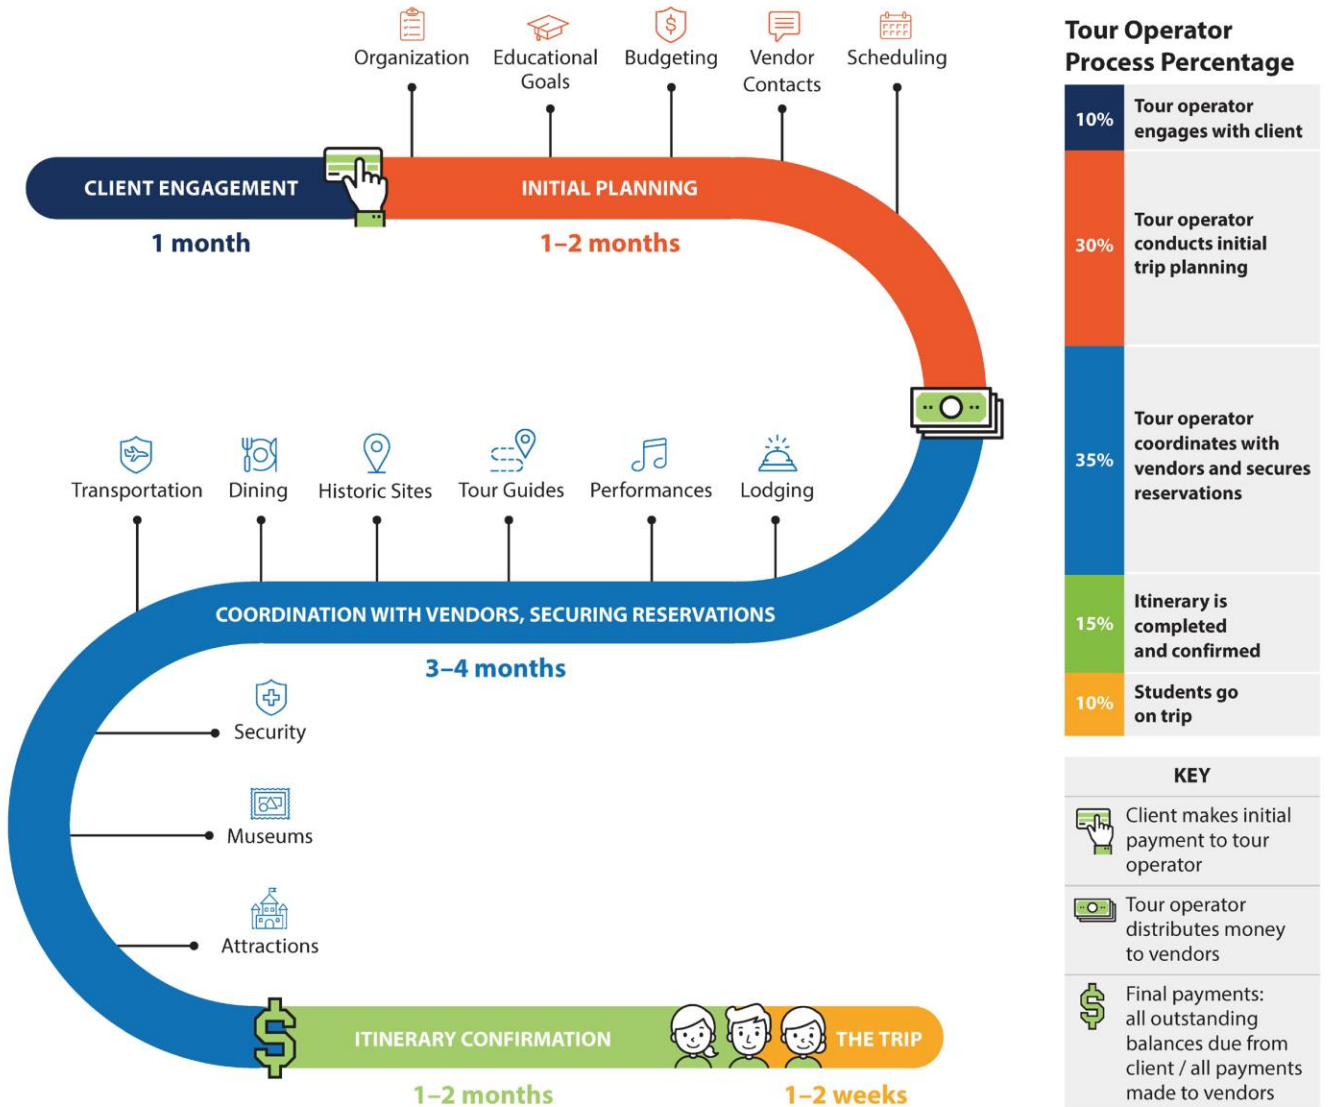 Organization
Educational
Goals
Budgeting
Vendor
Contacts
Scheduling
CLIENT ENGAGEMENT
INITIAL PLANNING
1 month
1–2 months
Transportation
Dining
Historic Sites
Tour Guides
Performances
Lodging
COORDINATION WITH VENDORS, SECURING RESERVATIONS
3–4 months
Security
Museums
Attractions
ITINERARY CONFIRMATION
THE TRIP
1–2 months
1–2 weeks
Tour Operator
Process Percentage
10%
Tour operator
engages with client
30%
Tour operator
conducts initial
trip planning
35%
Tour operator
coordinates with
vendors and secures
reservations
15%
Itinerary is
completed
and confirmed
10%
Students go
on trip
KEY
Client makes initial
payment to tour
operator
Tour operator
distributes money
to vendors
Final payments:
all outstanding
balances due from
client / all payments
made to vendors